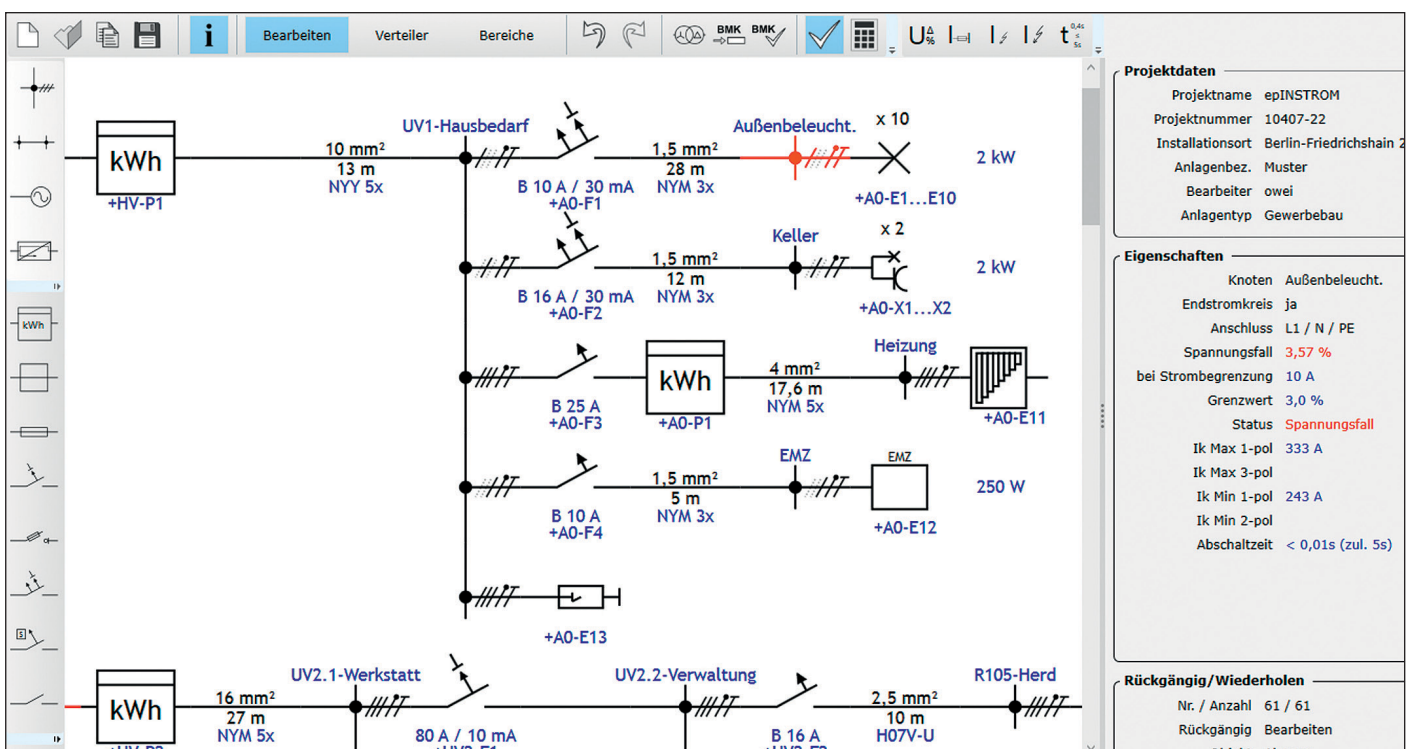 i
Bearbeiten
Verteiler
Bereiche
BMK
BMK
U
%
I
I
I
t
0,4s
≤
5s
kWh
S
UV1-Hausbedarf
Außenbeleucht.
x 10
kWh
10 mm²
13 m
NYY 5x
+HV-P1
B 10 A / 30 mA
+A0-F1
1,5 mm²
28 m
NYM 3x
+A0-E1...E10
2 kW
Keller
x 2
B 16 A / 30 mA
+A0-F2
1,5 mm²
12 m
NYM 3x
+A0-X1...X2
2 kW
Heizung
B 25 A
+A0-F3
kWh
+A0-P1
4 mm²
17,6 m
NYM 5x
+A0-E11
EMZ
EMZ
B 10 A
+A0-F4
1,5 mm²
5 m
NYM 3x
+A0-E12
250 W
+A0-E13
UV2.1-Werkstatt
UV2.2-Verwaltung
R105-Herd
kWh
16 mm²
27 m
NYM 5x
80 A / 10 mA
B 16 A
2,5 mm²
10 m
H07V-U
Projektdaten
Projektname epINSTROM
Projektnummer 10407-22
Installationsort Berlin-Friedrichshain 2
Anlagenbez. Muster
Bearbeiter owei
Anlagentyp Gewerbebau
Eigenschaften
Knoten Außenbeleucht.
Endstromkreis ja
Anschluss L1 / N / PE
Spannungsfall 3,57 %
bei Strombegrenzung 10 A
Grenzwert 3,0 %
Status Spannungsfall
Ik Max 1-pol 333 A
Ik Max 3-pol
Ik Min 1-pol 243 A
Ik Min 2-pol
Abschaltzeit < 0,01s (zul. 5s)
Rückgängig/Wiederholen
Nr. / Anzahl 61 / 61
Rückgängig Bearbeiten